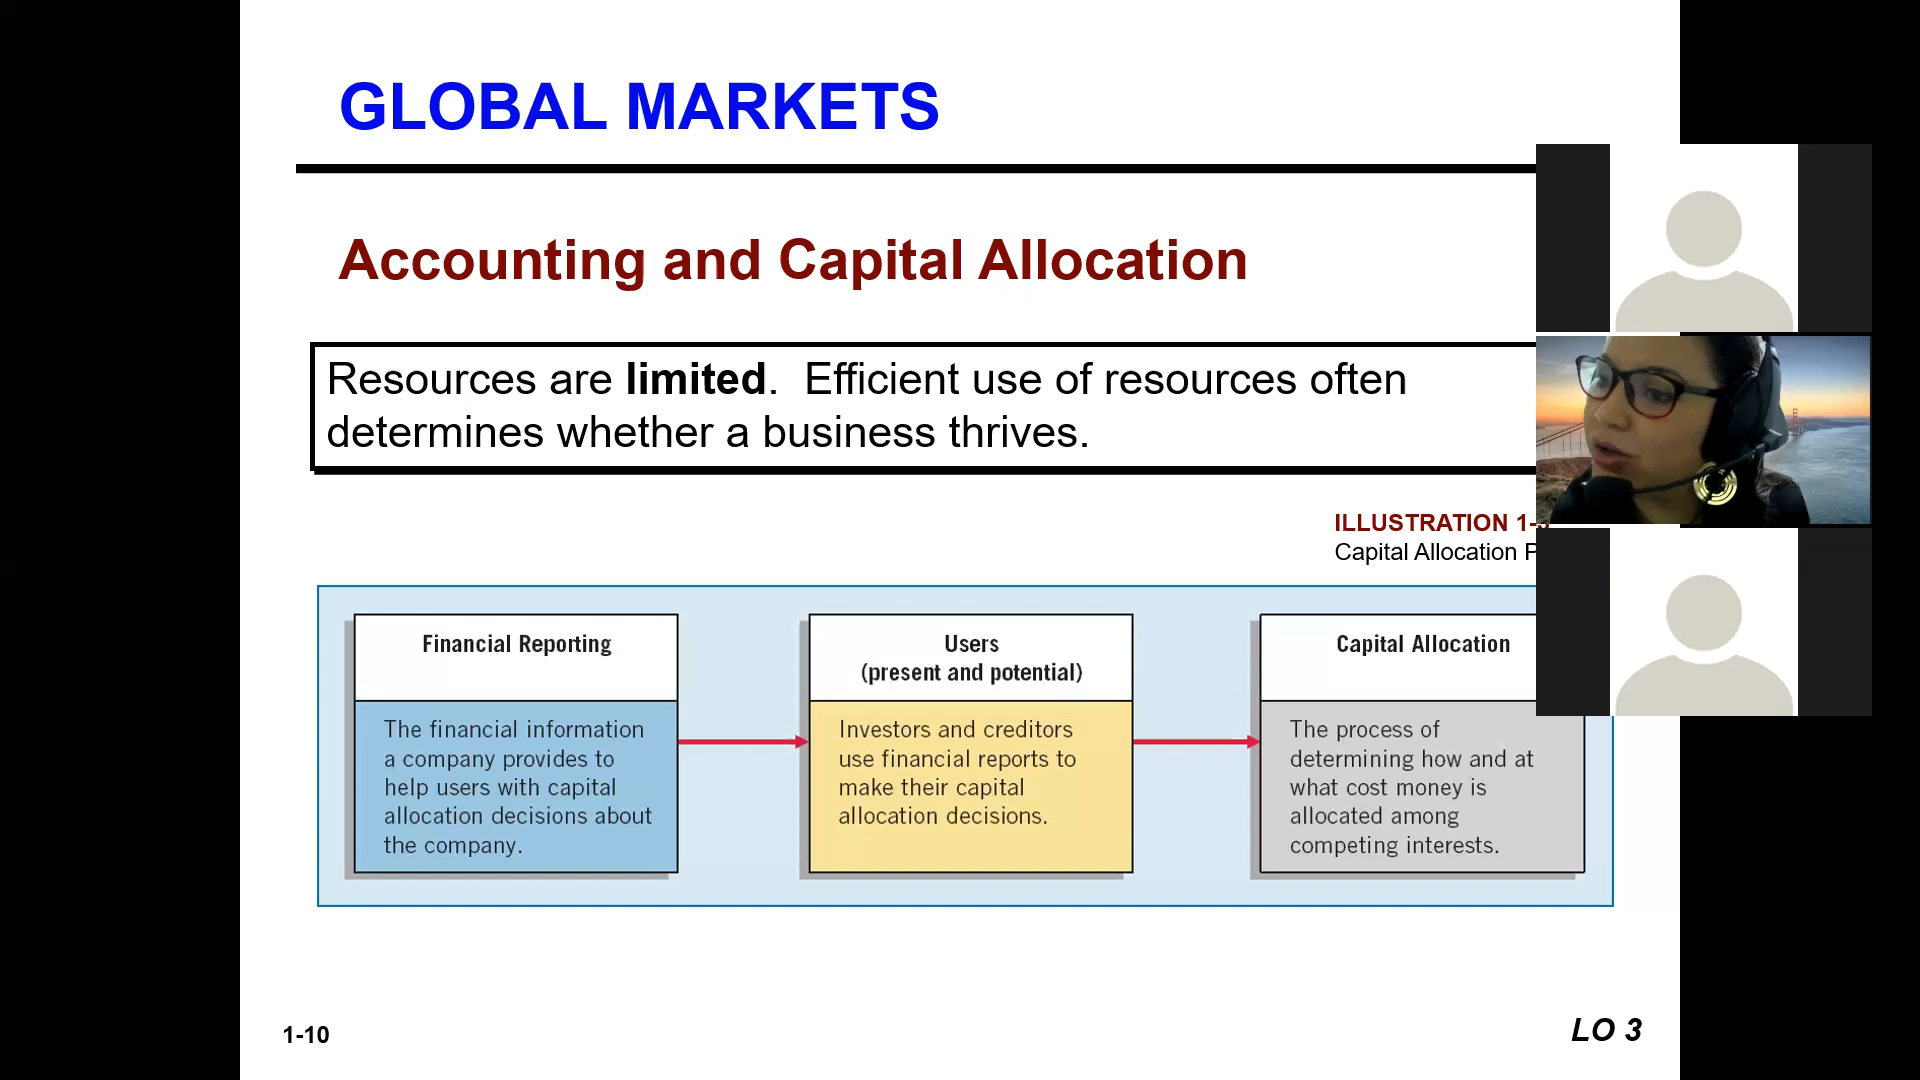 GLOBAL MARKETS
Accounting and Capital Allocation
Resources are limited. Efficient use of resources often
determines whether a business thrives.
ILLUSTRATION
Capital Allocation
Financial Reporting
The financial information
a company provides to
help users with capital
allocation decisions about
the company.
Users
(present and potential)
Investors and creditors
use financial reports to
make their capital
allocation decisions.
Capital Allocation
The process of
determining how and at
what cost money is
allocated among
competing interests.
1-10
LO 3